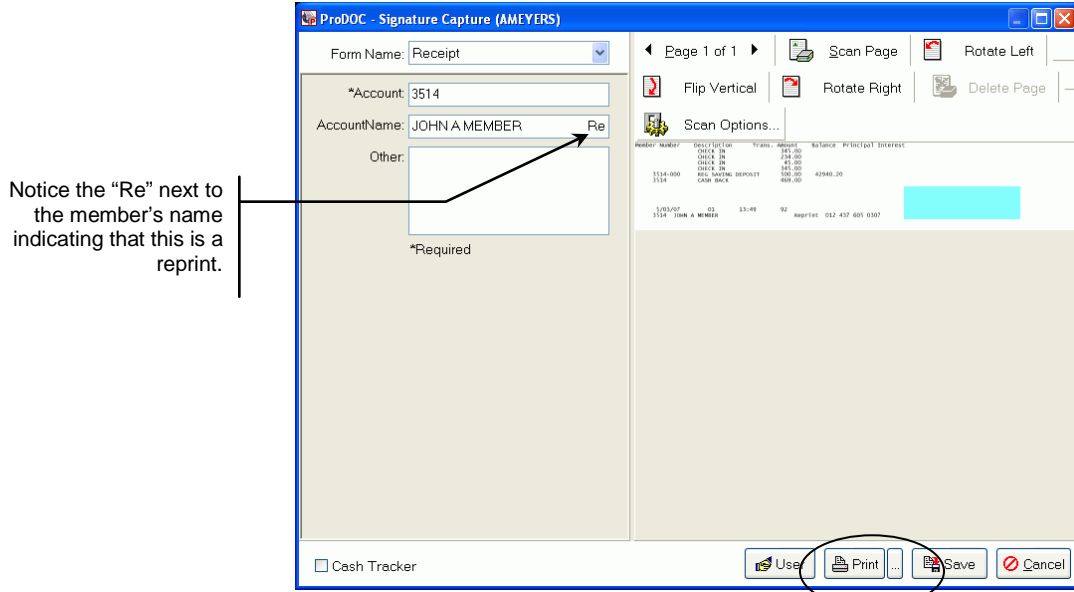 ProDOC - Signature Capture (AMEYERS)
Form Name: Receipt
*Account: 3514
AccountName: JOHN A MEMBER Re
Other:
*Required
Notice the “Re” next to
the member's name
indicating that this is a
reprint.
Page 1 of 1 Scan Page Rotate Left
Flip Vertical Rotate Right Delete Page
Scan Options...
Member Number Description Trans. Amount Balance Principal Interest
CHECK IN 345.00
CHECK IN 234.00
CHECK IN 45.00
CHECK IN 345.00
3514-000 REG SAVING DEPOSIT 500.00 42940.20
3514 CASH BACK 469.00
5/03/07 01 13:49 92
3514 JOHN A MEMBER Reprint 012 437 605 0307
Cash Tracker
User Print ... Save Cancel